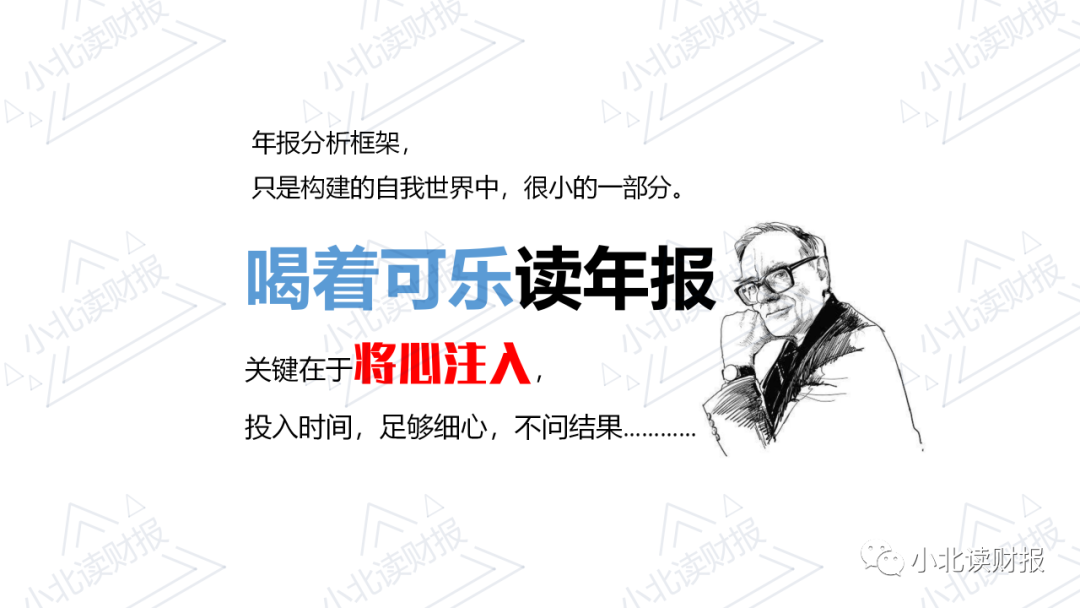 年报分析框架，
只是构建的自我世界中，很小的一部分。
喝着可乐读年报
关键在于将心注入，
投入时间，足够细心，不问结果…………
小北读财报